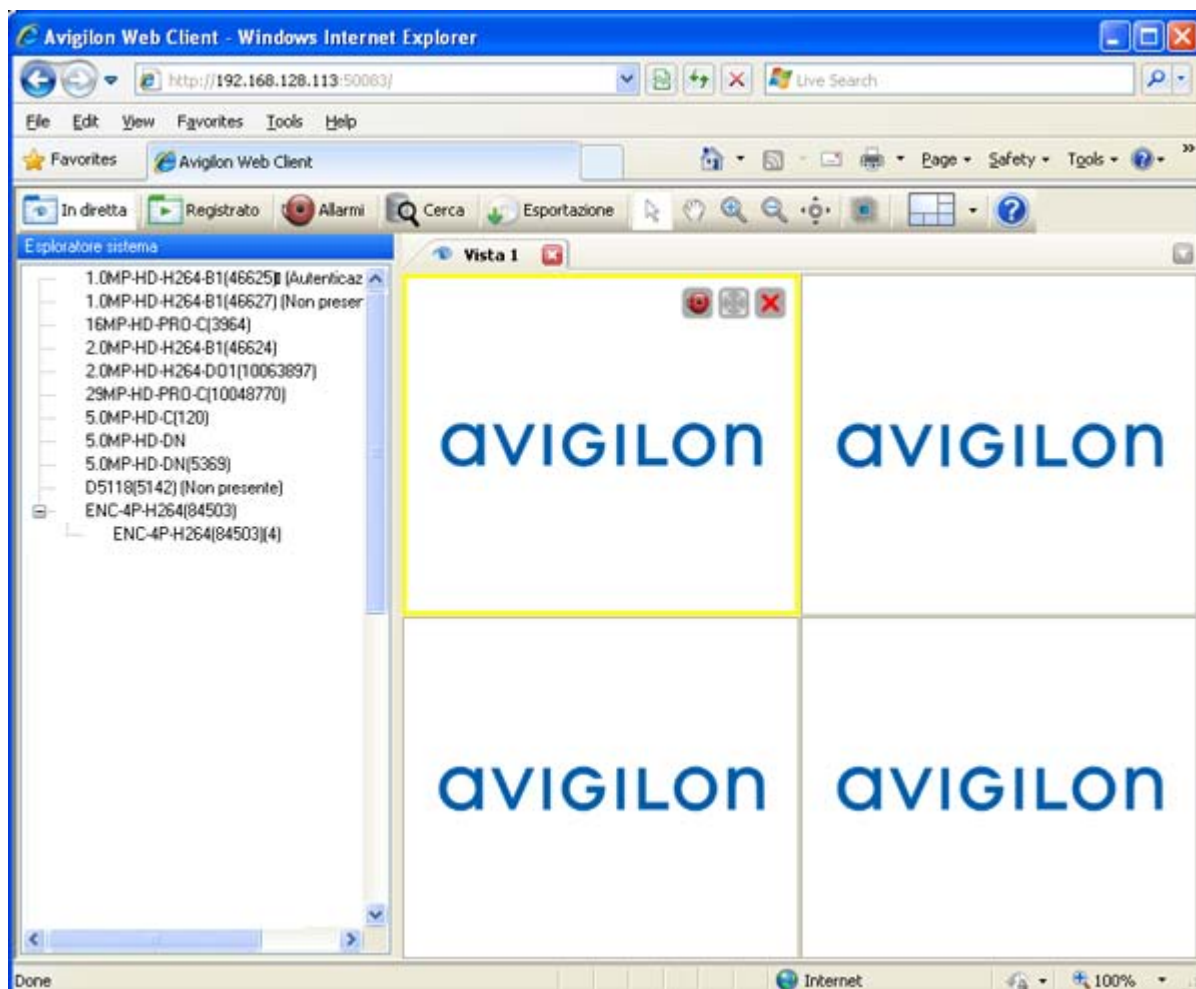 Avigilon Web Client - Windows Internet Explorer
http://192.168.128.113:50083/
Live Search
File Edit View Favorites Tools Help
Favorites Avigilon Web Client Page Safety Tools
In diretta Registrato Allarmi Cerca Esportazione
Esploratore sistema
Vista 1
1.0MP-HD-H264-B1(46625) (Autenticaz
1.0MP-HD-H264-B1(46627) (Non preser
16MP-HD-PRO-C(3964)
2.0MP-HD-H264-B1(46624)
2.0MP-HD-H264-DO1(10063897)
29MP-HD-PRO-C(10048770)
5.0MP-HD-C(120)
5.0MP-HD-DN
5.0MP-HD-DN(5369)
D5118(5142) (Non presente)
ENC-4P-H264(84503)
ENC-4P-H264(84503)(4)
avigilon avigilon
avigilon avigilon
Done Internet 100%